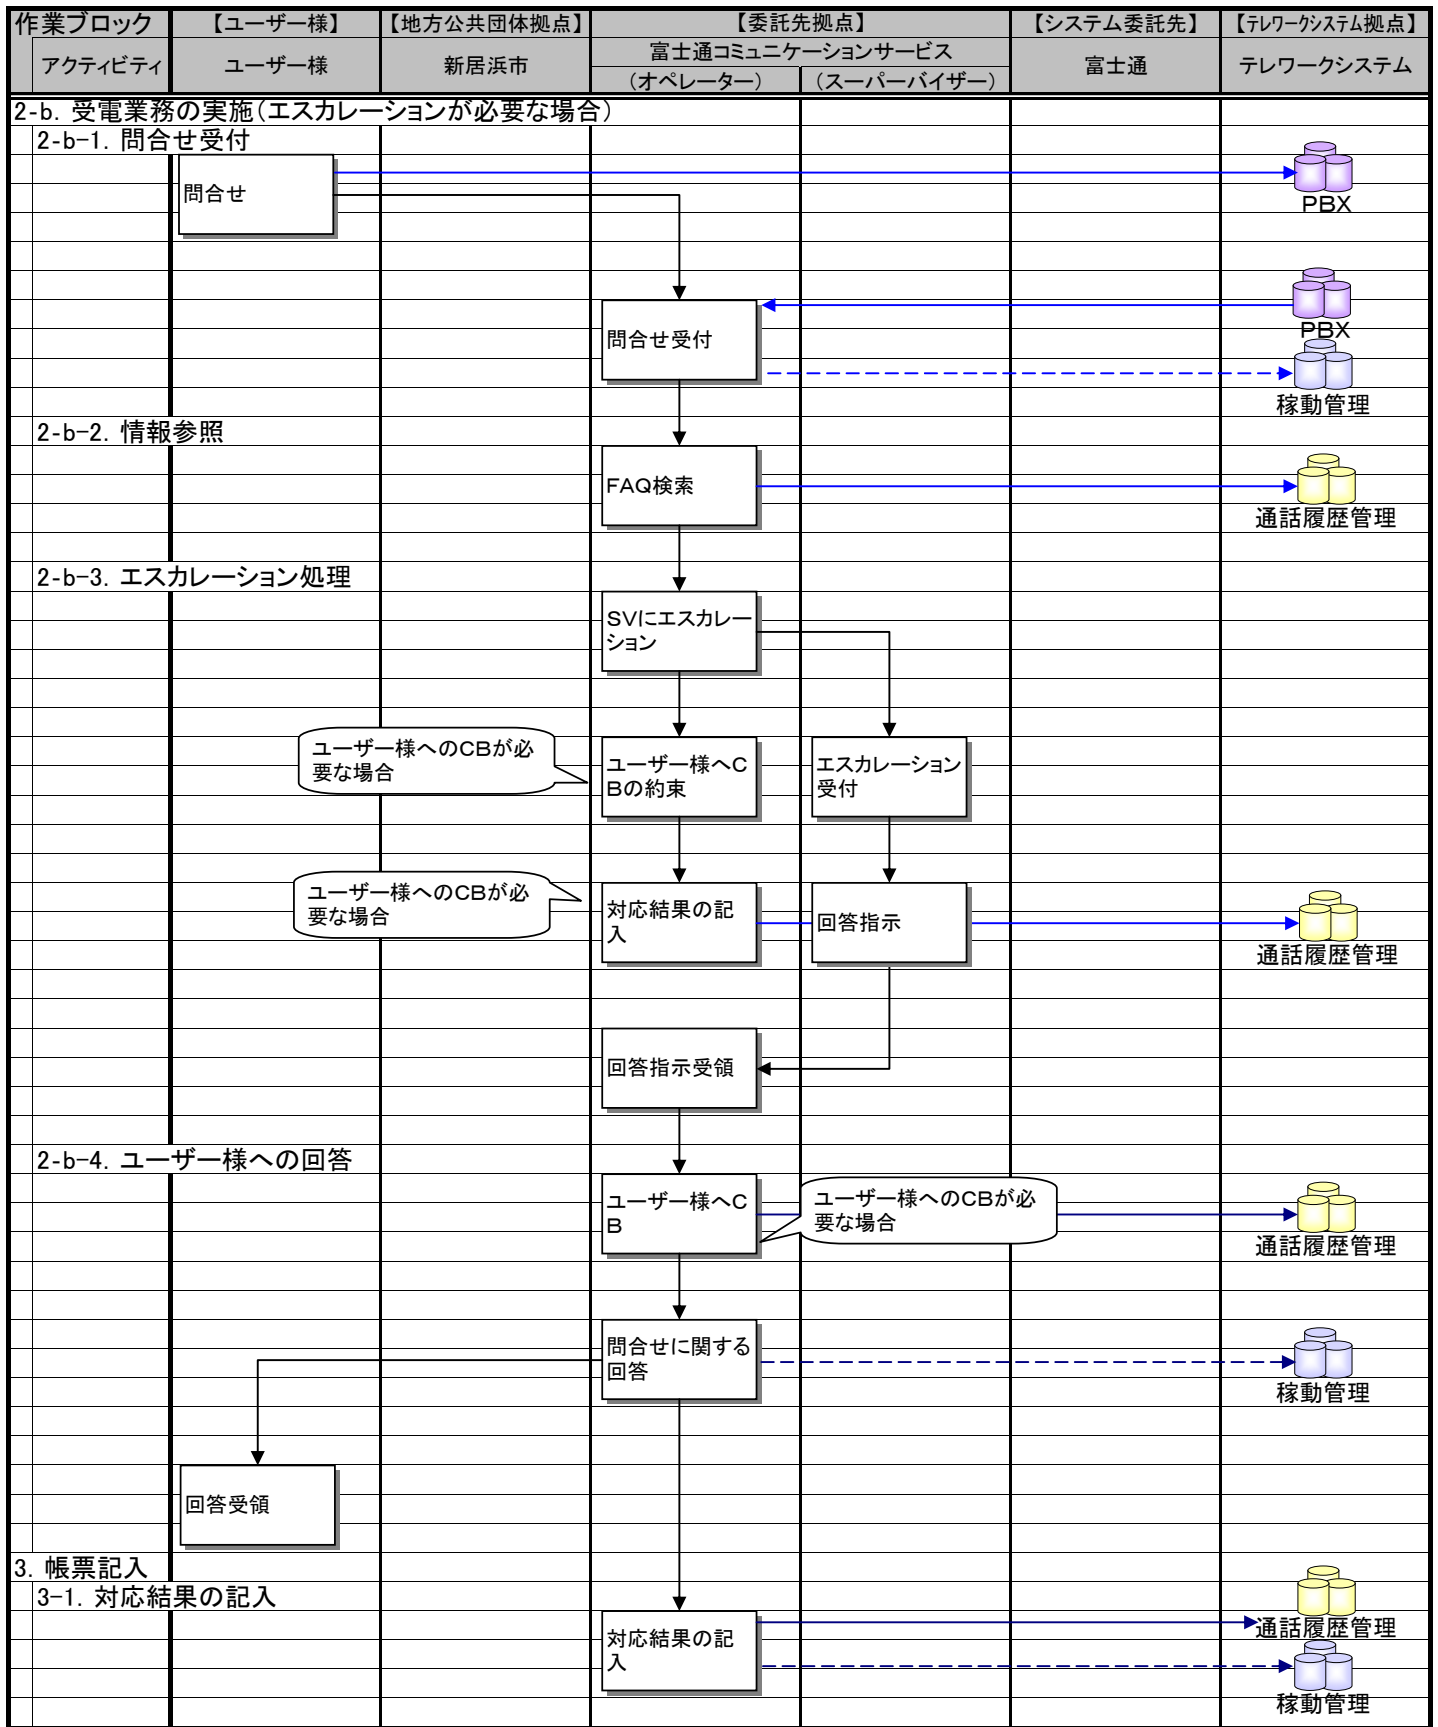 作業ブロック
【ユーザー様】
【地方公共団体拠点】
【委託先拠点】
【システム委託先】
【テレワークシステム拠点】
アクティビティ
ユーザー様
新居浜市
富士通コミュニケーションサービス
富士通
テレワークシステム
（オペレーター）
（スーパーバイザー）
2-b. 受電業務の実施（エスカレーションが必要な場合）
2-b-1. 問合せ受付
問合せ
PBX
問合せ受付
PBX
稼動管理
2-b-2. 情報参照
FAQ検索
通話履歴管理
2-b-3. エスカレーション処理
SVにエスカレー
ション
ユーザー様へのCBが必
要な場合
ユーザー様へC
Bの約束
エスカレーション
受付
ユーザー様へのCBが必
要な場合
対応結果の記
入
回答指示
通話履歴管理
回答指示受領
2-b-4. ユーザー様への回答
ユーザー様へC
B
ユーザー様へのCBが必
要な場合
通話履歴管理
問合せに関する
回答
稼動管理
回答受領
3. 帳票記入
3-1. 対応結果の記入
対応結果の記
入
通話履歴管理
稼動管理